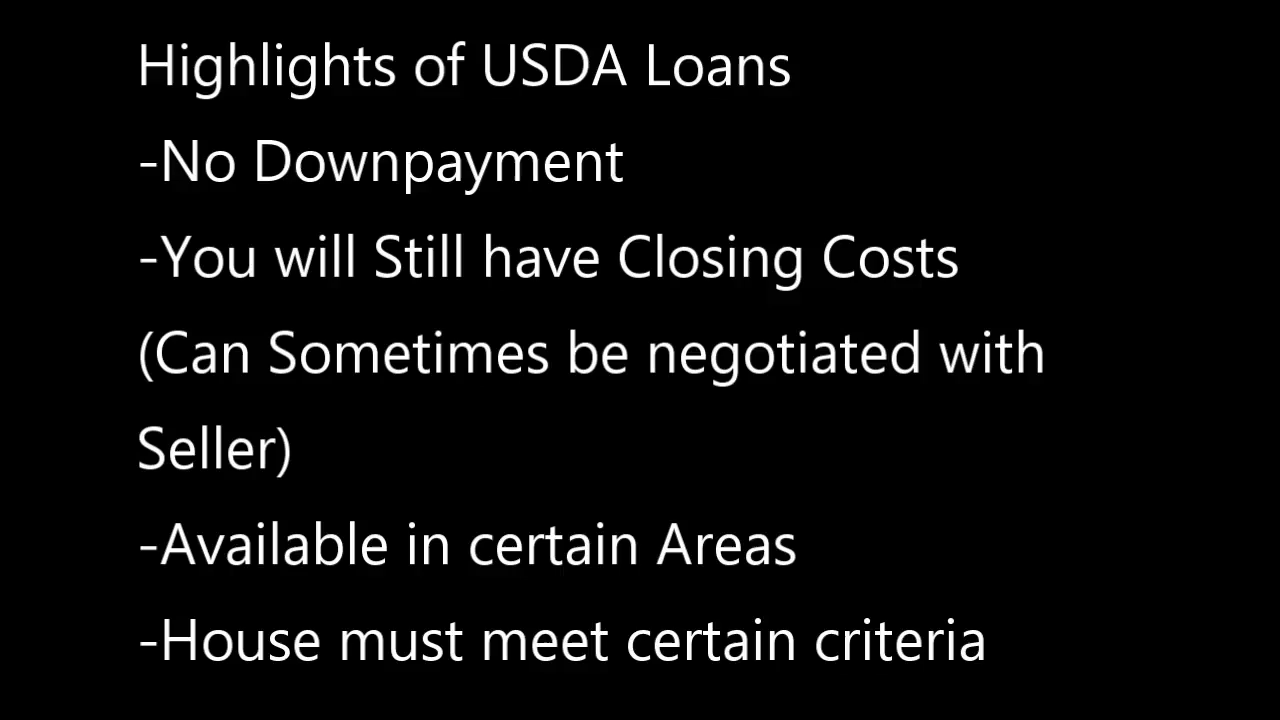 Highlights of USDA Loans
-No Downpayment
-You will Still have Closing Costs
(Can Sometimes be negotiated with
Seller)
-Available in certain Areas
-House must meet certain criteria